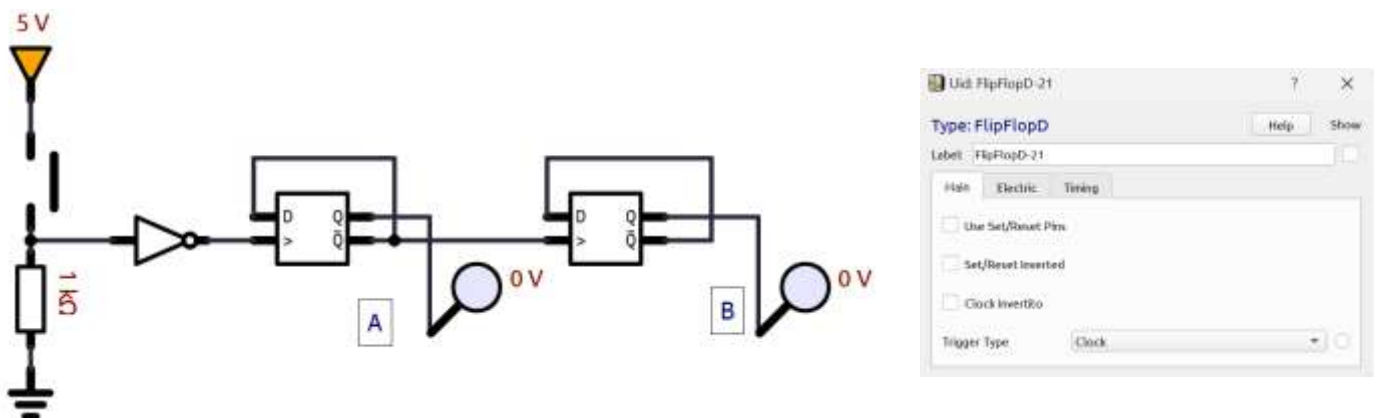 5 V
1 kΩ
D Q
> Q
A
0 V
D Q
> Q
B
0 V
Uid: FlipFlopD-21 ?
Type: FlipFlopD Help Show
Label: FlipFlopD-21
Main Electric Timing
Use Set/Reset Pins
Set/Reset Inverted
Clock Invertito
Trigger Type Clock